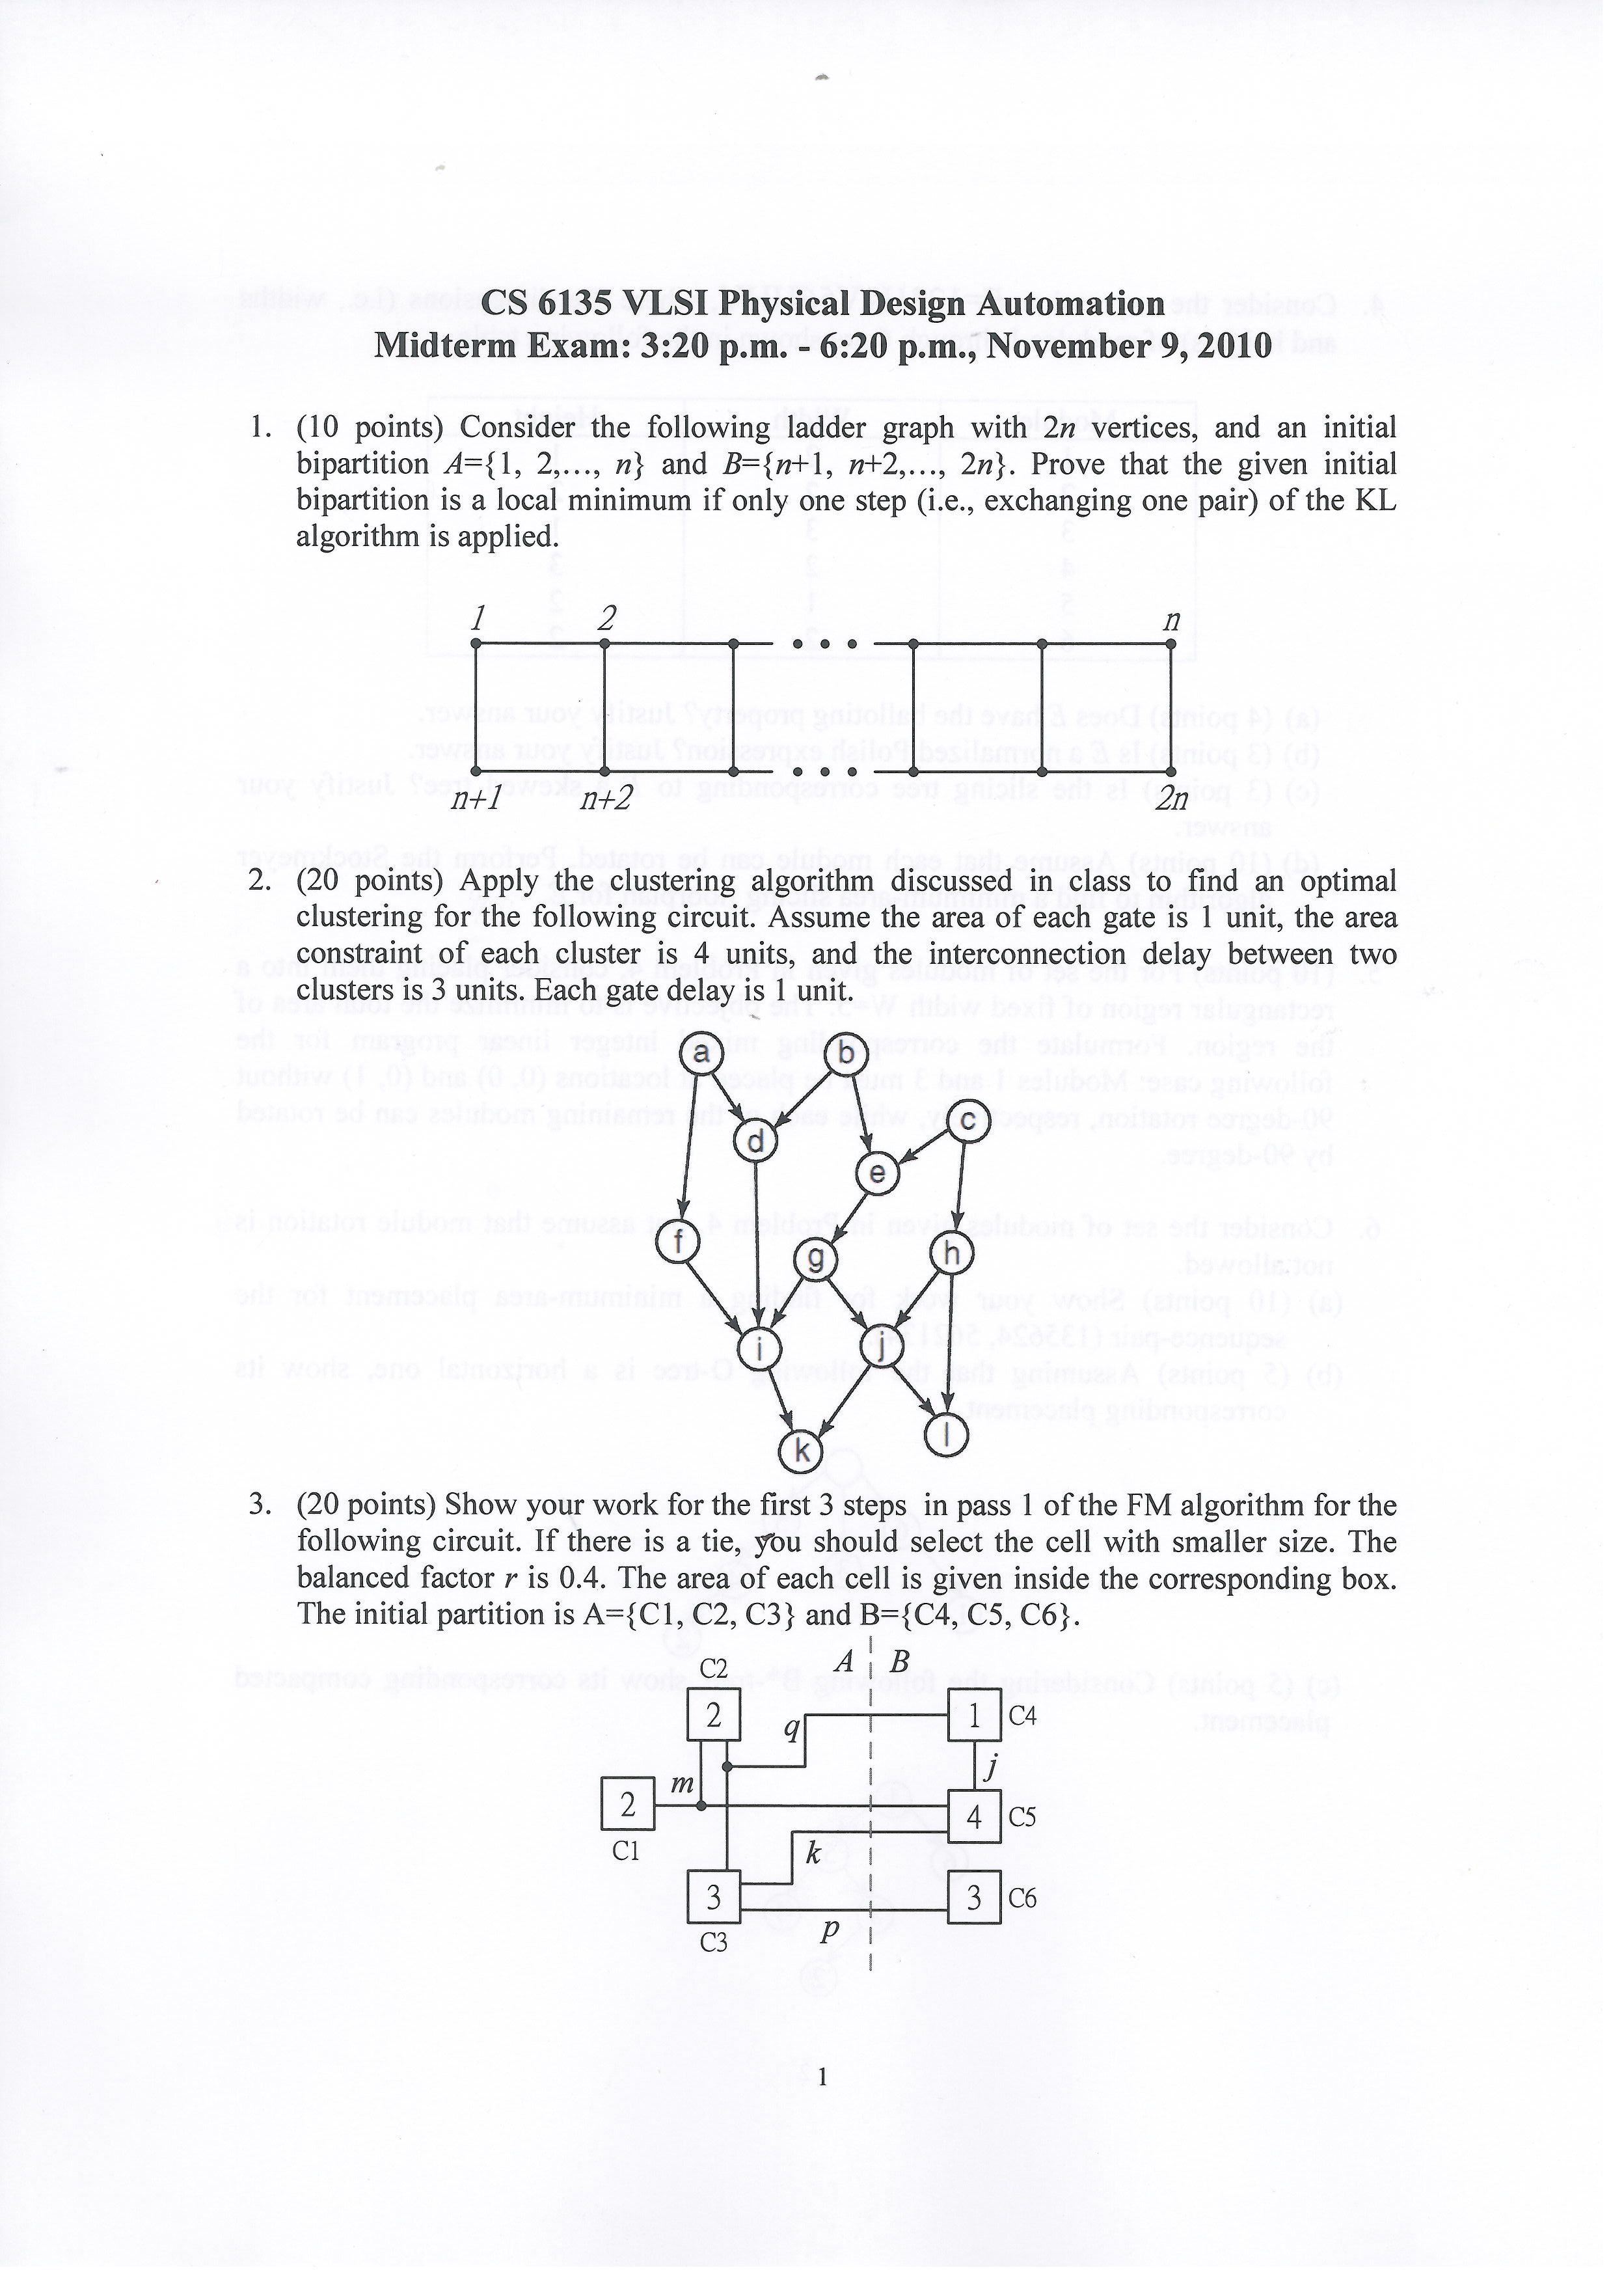 CS 6135 VLSI Physical Design Automation
Midterm Exam: 3:20 p.m. - 6:20 p.m., November 9, 2010
1. (10 points) Consider the following ladder graph with 2n vertices, and an initial
bipartition A={1, 2,..., n} and B={n+1, n+2,..., 2n}. Prove that the given initial
bipartition is a local minimum if only one step (i.e., exchanging one pair) of the KL
algorithm is applied.
1 2 n
n+1 n+2 2n
2. (20 points) Apply the clustering algorithm discussed in class to find an optimal
clustering for the following circuit. Assume the area of each gate is 1 unit, the area
constraint of each cluster is 4 units, and the interconnection delay between two
clusters is 3 units. Each gate delay is 1 unit.
a b
c
d
e
f g h
i j
k l
3. (20 points) Show your work for the first 3 steps in pass 1 of the FM algorithm for the
following circuit. If there is a tie, you should select the cell with smaller size. The
balanced factor r is 0.4. The area of each cell is given inside the corresponding box.
The initial partition is A={C1, C2, C3} and B={C4, C5, C6}.
C2 A B
2 q 1 C4
m j
2 4 C5
C1 k
3 3 C6
C3 p
1